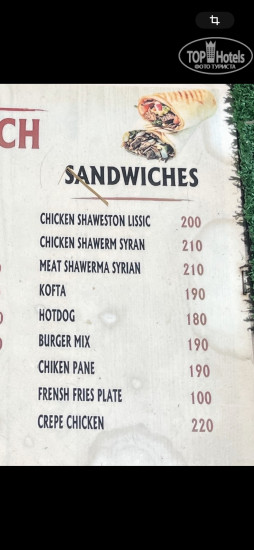 TOP Hotels
ФОТО ТУРИСТА
CH
SANDWICHES
CHICKEN SHAWESTON LISSIC 200
CHICKEN SHAWERM SYRAN 210
MEAT SHAWERMA SYRIAN 210
KOFTA 190
HOTDOG 180
BURGER MIX 190
CHIKEN PANE 190
FRENSH FRIES PLATE 100
CREPE CHICKEN 220